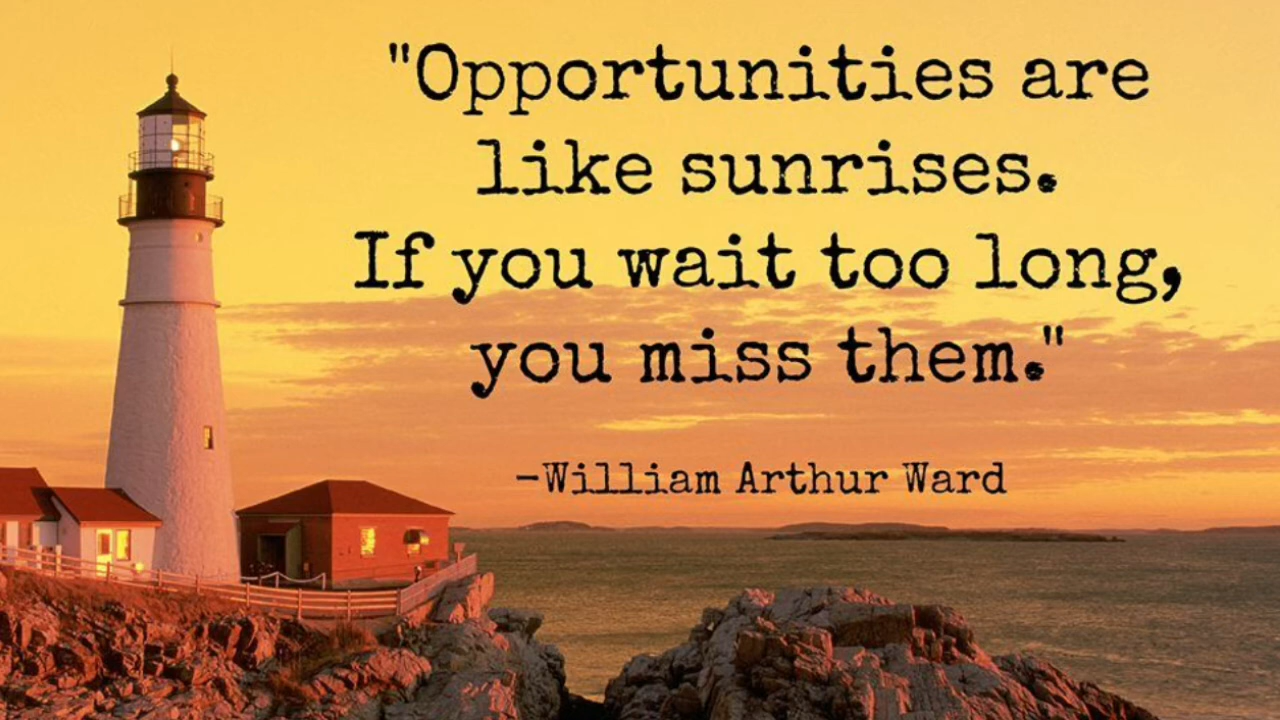 "Opportunities are
like sunrises.
If you wait too long,
you miss them."
-William Arthur Ward